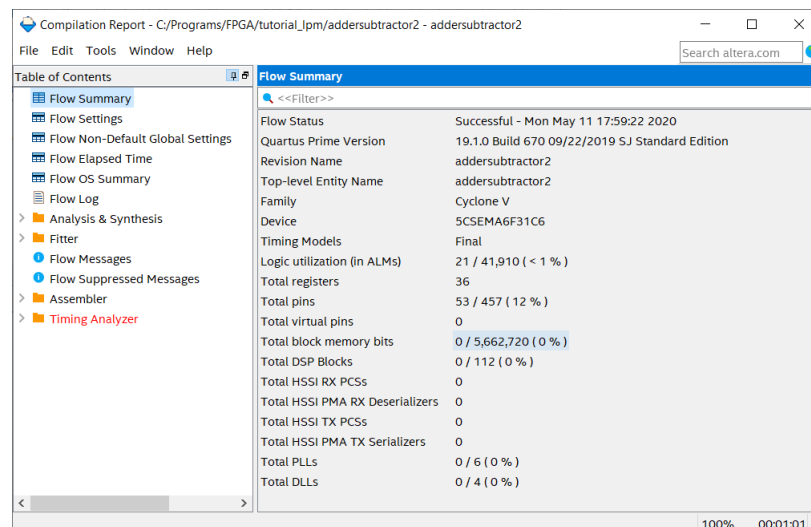 Compilation Report - C:/Programs/FPGA/tutorial_lpm/addersubtractor2 - addersubtractor2
File Edit Tools Window Help
Search altera.com
Table of Contents
Flow Summary
Flow Settings
Flow Non-Default Global Settings
Flow Elapsed Time
Flow OS Summary
Flow Log
Analysis & Synthesis
Fitter
Flow Messages
Flow Suppressed Messages
Assembler
Timing Analyzer
Flow Summary
<<Filter>>
Flow Status Successful - Mon May 11 17:59:22 2020
Quartus Prime Version 19.1.0 Build 670 09/22/2019 SJ Standard Edition
Revision Name addersubtractor2
Top-level Entity Name addersubtractor2
Family Cyclone V
Device 5CSEMA6F31C6
Timing Models Final
Logic utilization (in ALMs) 21 / 41,910 ( < 1 % )
Total registers 36
Total pins 53 / 457 ( 12 % )
Total virtual pins 0
Total block memory bits 0 / 5,662,720 ( 0 % )
Total DSP Blocks 0 / 112 ( 0 % )
Total HSSI RX PCSs 0
Total HSSI PMA RX Deserializers 0
Total HSSI TX PCSs 0
Total HSSI PMA TX Serializers 0
Total PLLs 0 / 6 ( 0 % )
Total DLLs 0 / 4 ( 0 % )
100% 00:01:01